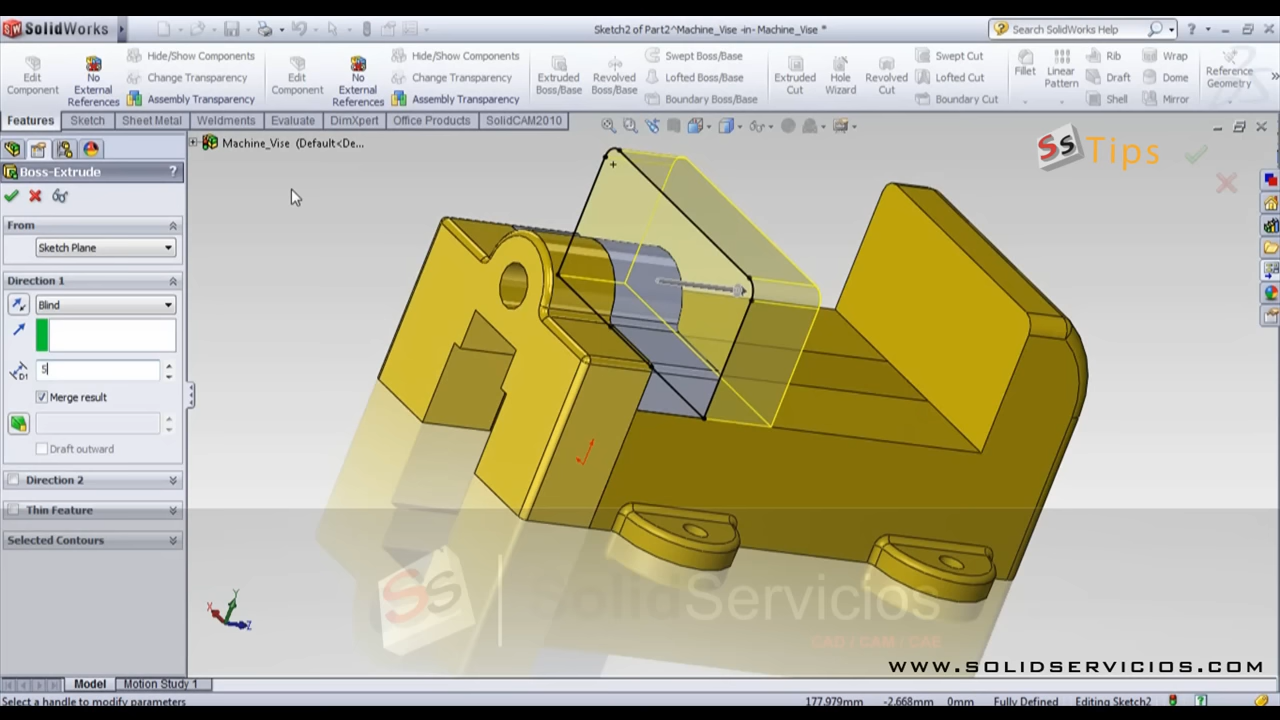 SolidWorks
Sketch2 of Part2^Machine_Vise -in- Machine_Vise *
Search SolidWorks Help
Edit Component
No External References
Hide/Show Components
Change Transparency
Assembly Transparency
Edit Component
No External References
Hide/Show Components
Change Transparency
Assembly Transparency
Extruded Boss/Base
Revolved Boss/Base
Swept Boss/Base
Lofted Boss/Base
Boundary Boss/Base
Extruded Cut
Hole Wizard
Revolved Cut
Swept Cut
Lofted Cut
Boundary Cut
Fillet
Linear Pattern
Rib
Draft
Shell
Wrap
Dome
Mirror
Reference Geometry
Features
Sketch
Sheet Metal
Weldments
Evaluate
DimXpert
Office Products
SolidCAM2010
Machine_Vise (Default<De...
SS Tips
Boss-Extrude
?
From
Sketch Plane
Direction 1
Blind
D1
5
Merge result
Draft outward
Direction 2
Thin Feature
Selected Contours
SS
SolidServicios
CAD / CAM / CAE
X
Y
Z
WWW.SOLIDSERVICIOS.COM
Model
Motion Study 1
Select a handle to modify parameters
177.979mm
-2.668mm
0mm
Fully Defined
Editing Sketch2